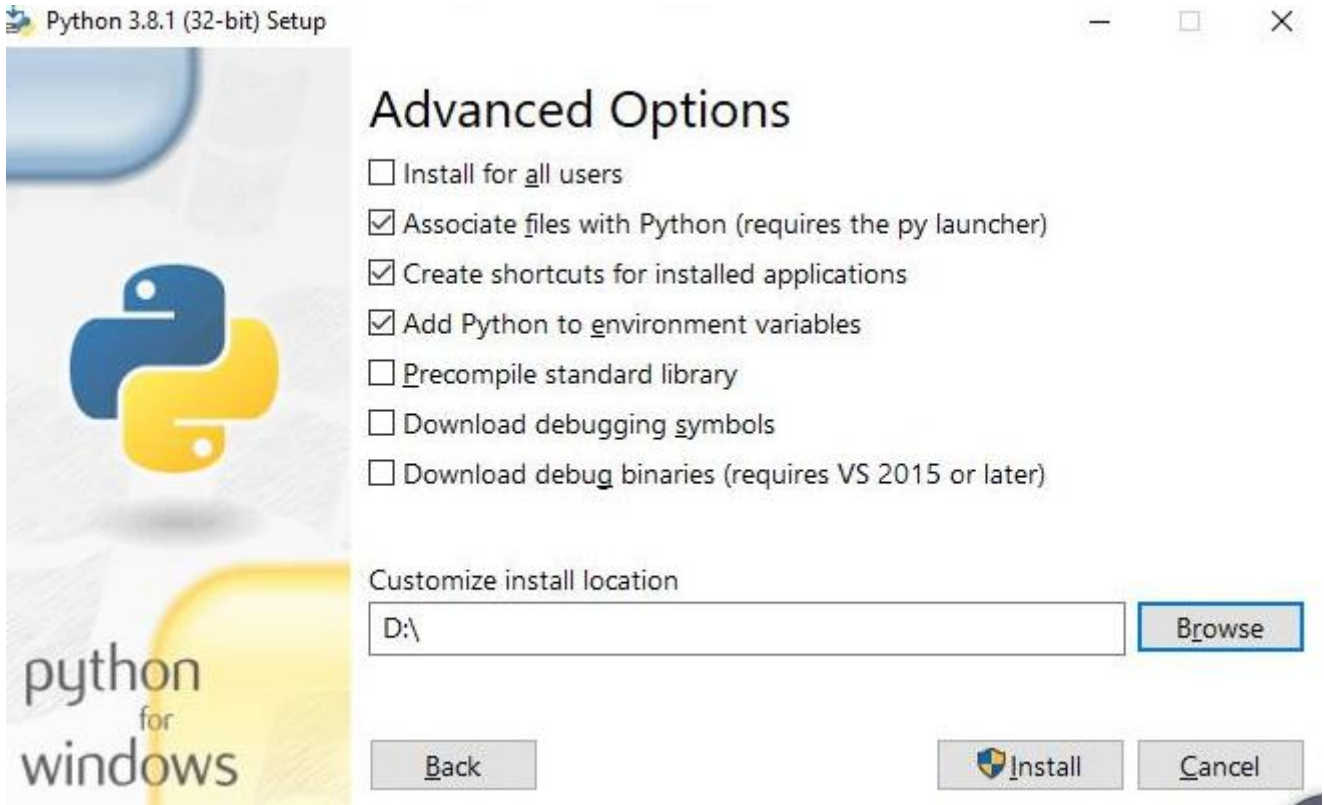 Python 3.8.1 (32-bit) Setup
Advanced Options
Install for all users
Associate files with Python (requires the py launcher)
Create shortcuts for installed applications
Add Python to environment variables
Precompile standard library
Download debugging symbols
Download debug binaries (requires VS 2015 or later)
Customize install location
D:\
Browse
python
for
windows
Back
Install
Cancel